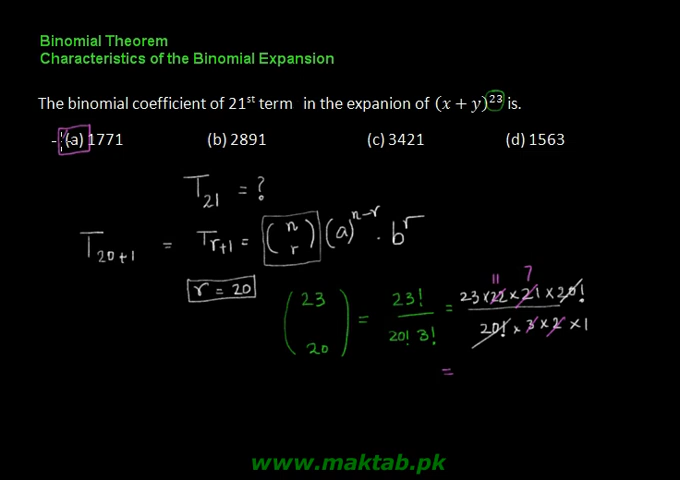 Binomial Theorem
Characteristics of the Binomial Expansion
The binomial coefficient of 21ˢᵗ term in the expanion of (x + y)²³ is.
- (a) 1771 (b) 2891 (c) 3421 (d) 1563
T₂₁ = ?
T₂₀₊₁ = Tᵣ₊₁ = (n r) (a)ⁿ⁻ʳ · bʳ
r = 20
(23 20) = 23! / 20! 3! = 23 × 22 × 21 × 20! / 20! × 3 × 2 × 1
11 7
=
www.maktab.pk